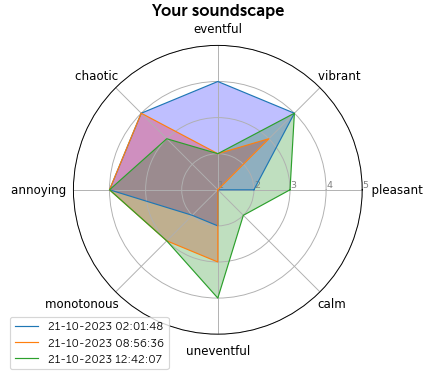 Your soundscape
eventful
chaotic
vibrant
annoying
2
3
4
5
pleasant
monotonous
calm
uneventful
21-10-2023 02:01:48
21-10-2023 08:56:36
21-10-2023 12:42:07